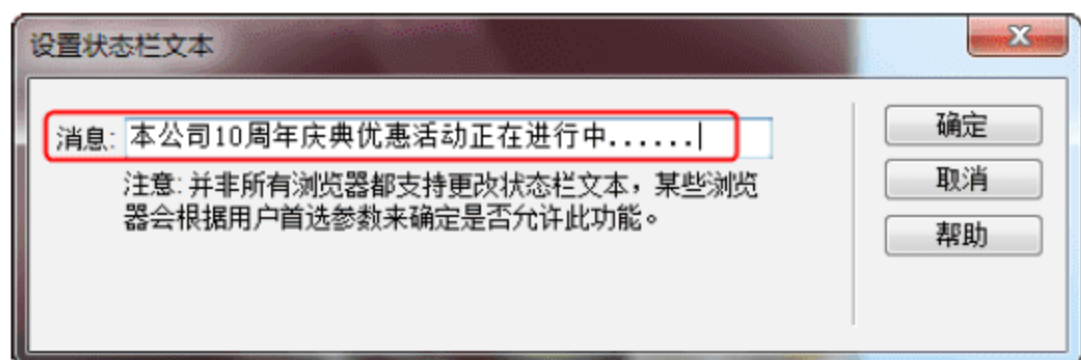 设置状态栏文本
消息: 本公司10周年庆典优惠活动正在进行中......
确定
注意: 并非所有浏览器都支持更改状态栏文本，某些浏览
器会根据用户首选参数来确定是否允许此功能。
取消
帮助